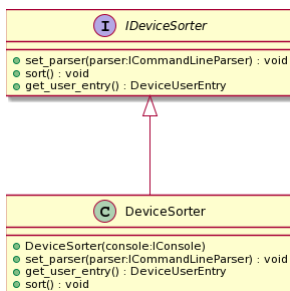 I IDeviceSorter
set_parser(parser:ICommandLineParser) : void
sort() : void
get_user_entry() : DeviceUserEntry
C DeviceSorter
DeviceSorter(console:IConsole)
set_parser(parser:ICommandLineParser) : void
get_user_entry() : DeviceUserEntry
sort() : void